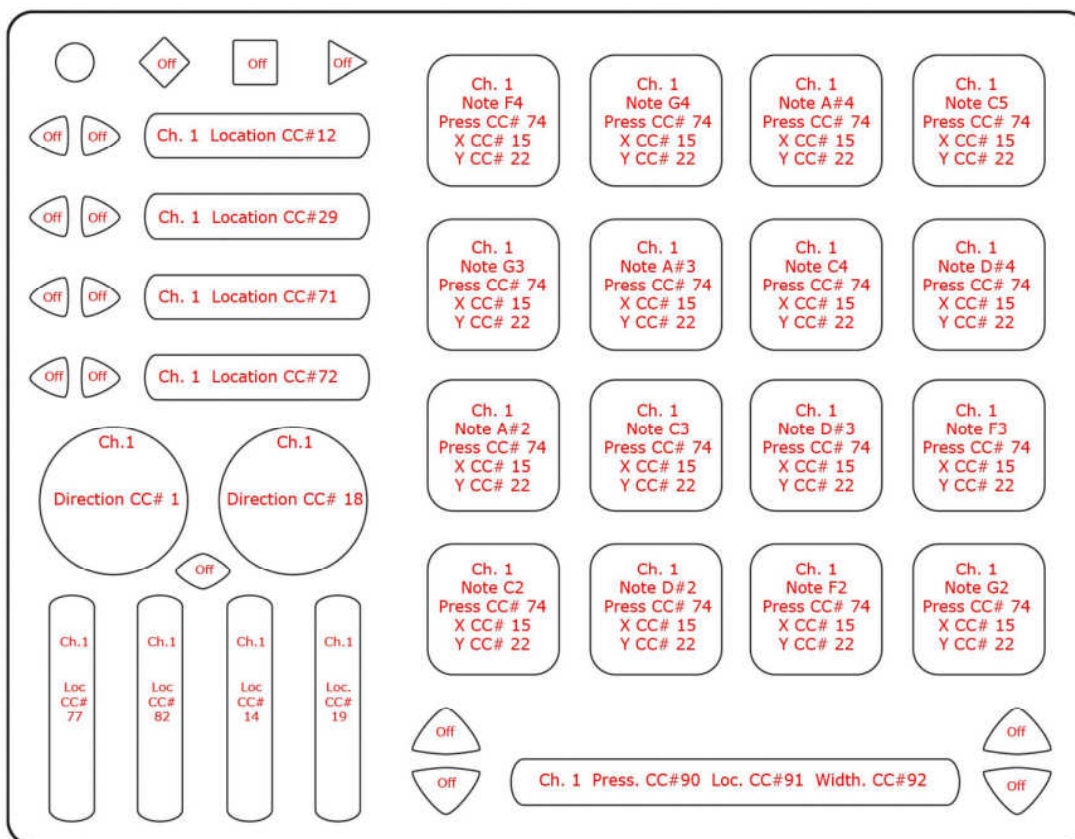 Off
Off
Off
Off
Off
Ch. 1 Location CC#12
Off
Off
Ch. 1 Location CC#29
Off
Off
Ch. 1 Location CC#71
Off
Off
Ch. 1 Location CC#72
Ch.1
Direction CC# 1
Ch.1
Direction CC# 18
Off
Ch.1
Loc
CC#
77
Ch.1
Loc
CC#
82
Ch.1
Loc
CC#
14
Ch.1
Loc.
CC#
19
Ch. 1
Note F4
Press CC# 74
X CC# 15
Y CC# 22
Ch. 1
Note G4
Press CC# 74
X CC# 15
Y CC# 22
Ch. 1
Note A#4
Press CC# 74
X CC# 15
Y CC# 22
Ch. 1
Note C5
Press CC# 74
X CC# 15
Y CC# 22
Ch. 1
Note G3
Press CC# 74
X CC# 15
Y CC# 22
Ch. 1
Note A#3
Press CC# 74
X CC# 15
Y CC# 22
Ch. 1
Note C4
Press CC# 74
X CC# 15
Y CC# 22
Ch. 1
Note D#4
Press CC# 74
X CC# 15
Y CC# 22
Ch. 1
Note A#2
Press CC# 74
X CC# 15
Y CC# 22
Ch. 1
Note C3
Press CC# 74
X CC# 15
Y CC# 22
Ch. 1
Note D#3
Press CC# 74
X CC# 15
Y CC# 22
Ch. 1
Note F3
Press CC# 74
X CC# 15
Y CC# 22
Ch. 1
Note C2
Press CC# 74
X CC# 15
Y CC# 22
Ch. 1
Note D#2
Press CC# 74
X CC# 15
Y CC# 22
Ch. 1
Note F2
Press CC# 74
X CC# 15
Y CC# 22
Ch. 1
Note G2
Press CC# 74
X CC# 15
Y CC# 22
Off
Off
Ch. 1 Press. CC#90 Loc. CC#91 Width. CC#92
Off
Off